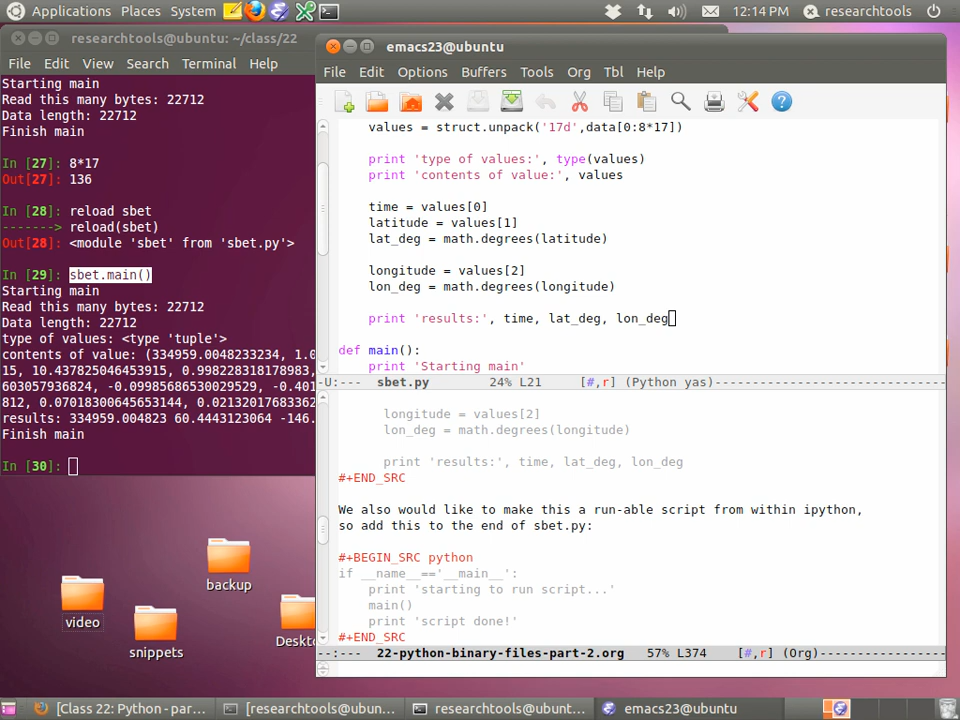 Applications Places System 12:14 PM researchtools
researchtools@ubuntu: ~/class/22
File Edit View Search Terminal Help
Starting main
Read this many bytes: 22712
Data length: 22712
Finish main
In [27]: 8*17
Out[27]: 136
In [28]: reload sbet
-------> reload(sbet)
Out[28]: <module 'sbet' from 'sbet.py'>
In [29]: sbet.main()
Starting main
Read this many bytes: 22712
Data length: 22712
type of values: <type 'tuple'>
contents of value: (334959.0048233234, 1.0
15, 10.437825046453915, 0.998228318178983,
603057936824, -0.09985686530029529, -0.401
812, 0.07018300645653144, 0.02132017683362
results: 334959.004823 60.4443123064 -146.
Finish main
In [30]:
emacs23@ubuntu
File Edit Options Buffers Tools Org Tbl Help
values = struct.unpack('17d',data[0:8*17])
print 'type of values:', type(values)
print 'contents of value:', values
time = values[0]
latitude = values[1]
lat_deg = math.degrees(latitude)
longitude = values[2]
lon_deg = math.degrees(longitude)
print 'results:', time, lat_deg, lon_deg
def main():
print 'Starting main'
-U:--- sbet.py 24% L21 [#,r] (Python yas)-----------------------
longitude = values[2]
lon_deg = math.degrees(longitude)
print 'results:', time, lat_deg, lon_deg
#+END_SRC
We also would like to make this a run-able script from within ipython,
so add this to the end of sbet.py:
#+BEGIN_SRC python
if __name__=='__main__':
print 'starting to run script...'
main()
print 'script done!'
#+END_SRC
--:--- 22-python-binary-files-part-2.org 57% L374 [#,r] (Org)-----------------
backup
video
snippets
Deskto
[Class 22: Python - par... [researchtools@ubun... researchtools@ubunt... emacs23@ubuntu